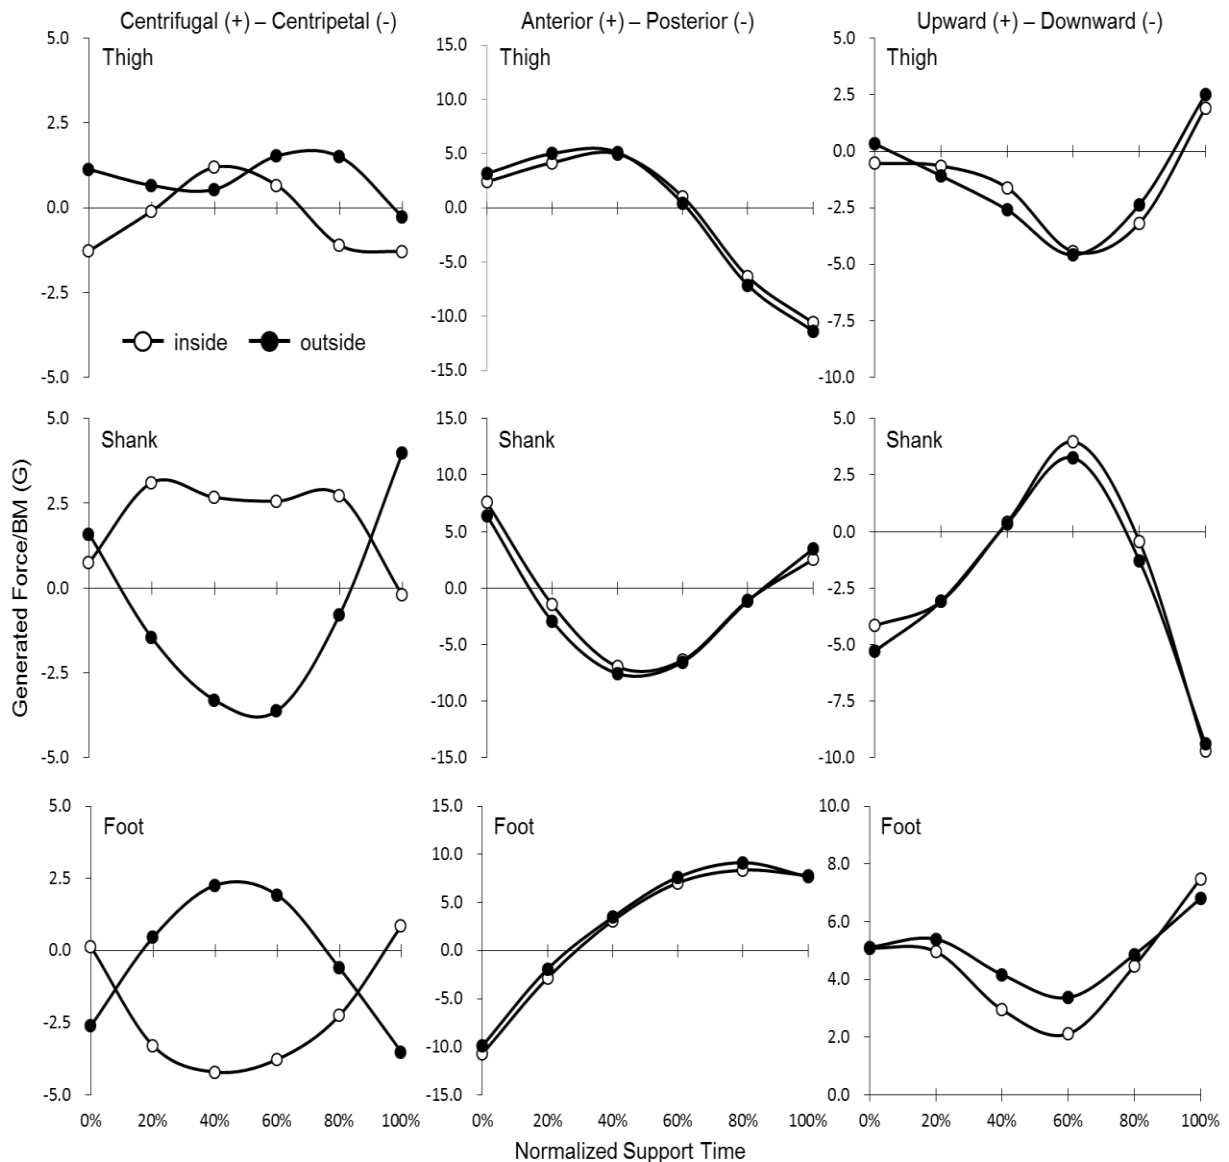 Centrifugal (+) – Centripetal (-)
Anterior (+) – Posterior (-)
Upward (+) – Downward (-)
5.0
2.5
0.0
-2.5
-5.0
Thigh
inside
outside
15.0
10.0
5.0
0.0
-5.0
-10.0
-15.0
Thigh
5.0
2.5
0.0
-2.5
-5.0
-7.5
-10.0
Thigh
Generated Force/BM (G)
5.0
2.5
0.0
-2.5
-5.0
Shank
15.0
10.0
5.0
0.0
-5.0
-10.0
-15.0
Shank
5.0
2.5
0.0
-2.5
-5.0
-7.5
-10.0
Shank
5.0
2.5
0.0
-2.5
-5.0
Foot
0% 20% 40% 60% 80% 100%
15.0
10.0
5.0
0.0
-5.0
-10.0
-15.0
Foot
0% 20% 40% 60% 80% 100%
10.0
8.0
6.0
4.0
2.0
0.0
Foot
0% 20% 40% 60% 80% 100%
Normalized Support Time